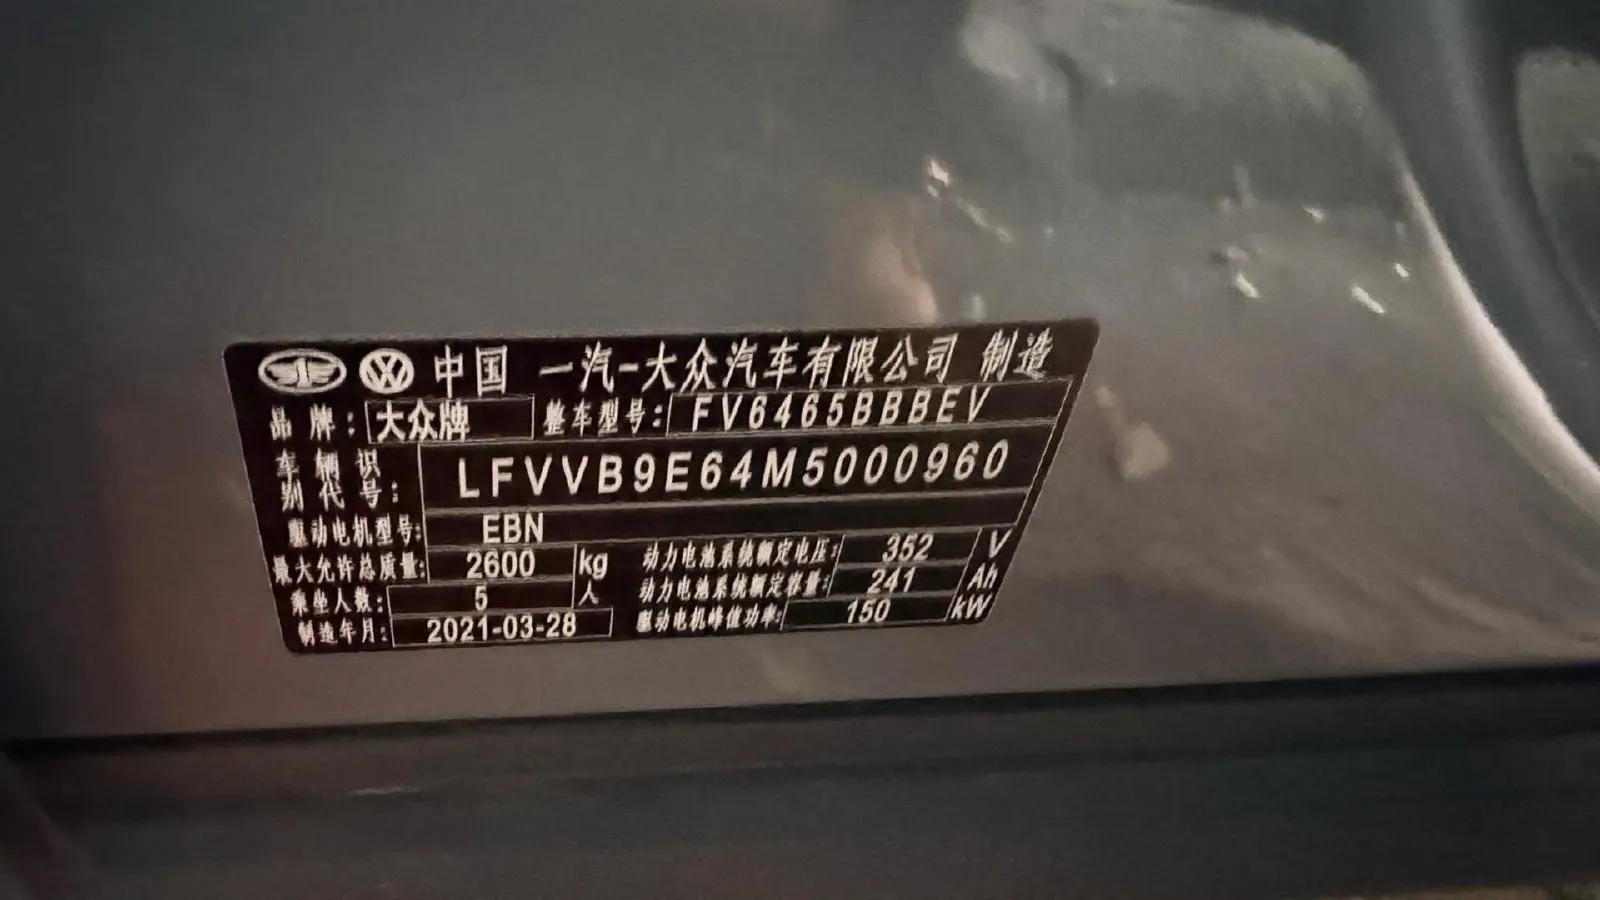 中国 一汽-大众汽车有限公司 制造
品牌: 大众牌 整车型号: FV6465BBBEV
车辆识别代号: LFVVB9E64M5000960
驱动电机型号: EBN
最大允许总质量: 2600 kg 动力电池系统额定电压: 352 V
乘坐人数: 5 人 动力电池系统额定容量: 241 Ah
制造年月: 2021-03-28 驱动电机峰值功率: 150 kW